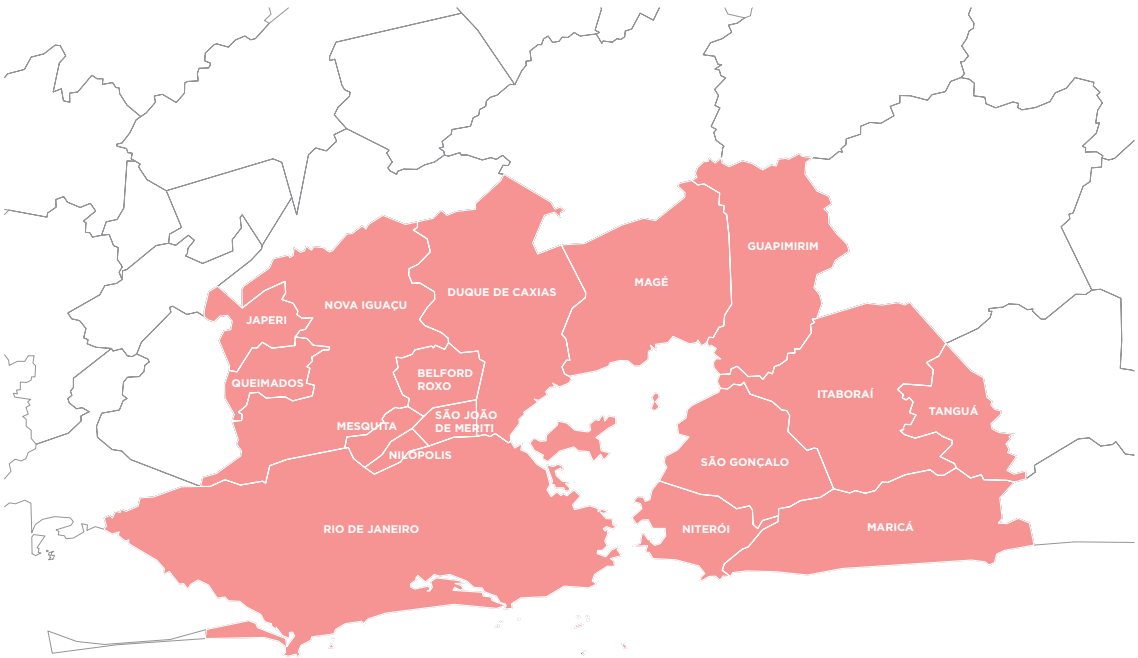 GUAPIMIRIM
MAGÉ
DUQUE DE CAXIAS
NOVA IGUAÇU
JAPERI
BELFORD
ROXO
QUEIMADOS
ITABORAÍ
TANGUÁ
SÃO JOÃO
DE MERITI
MESQUITA
NILÓPOLIS
SÃO GONÇALO
RIO DE JANEIRO
NITERÓI
MARICÁ